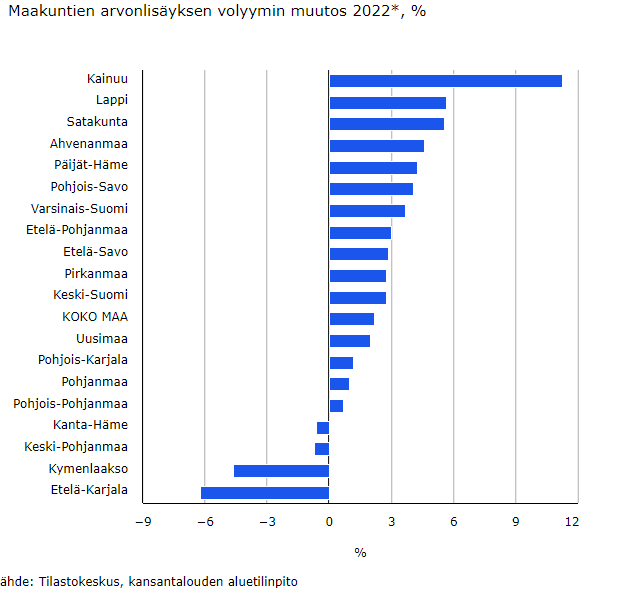 Maakuntien arvonlisäyksen volyymin muutos 2022*, %
Kainuu
Lappi
Satakunta
Ahvenanmaa
Päijät-Häme
Pohjois-Savo
Varsinais-Suomi
Etelä-Pohjanmaa
Etelä-Savo
Pirkanmaa
Keski-Suomi
KOKO MAA
Uusimaa
Pohjois-Karjala
Pohjanmaa
Pohjois-Pohjanmaa
Kanta-Häme
Keski-Pohjanmaa
Kymenlaakso
Etelä-Karjala
−9 −6 −3 0 3 6 9 12
%
ähde: Tilastokeskus, kansantalouden aluetilinpito